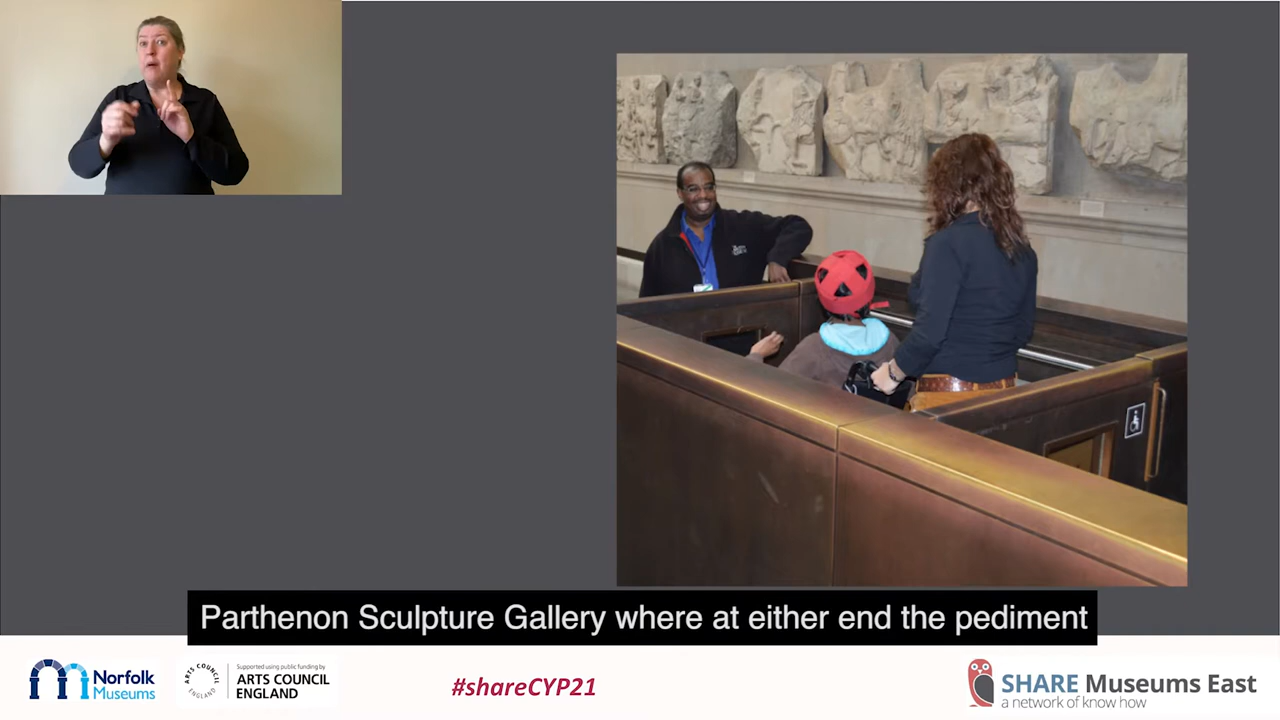 Parthenon Sculpture Gallery where at either end the pediment
Norfolk
Museums
ARTS COUNCIL
ENGLAND
Supported using public funding by
ARTS COUNCIL
ENGLAND
#shareCYP21
SHARE Museums East
a network of know how